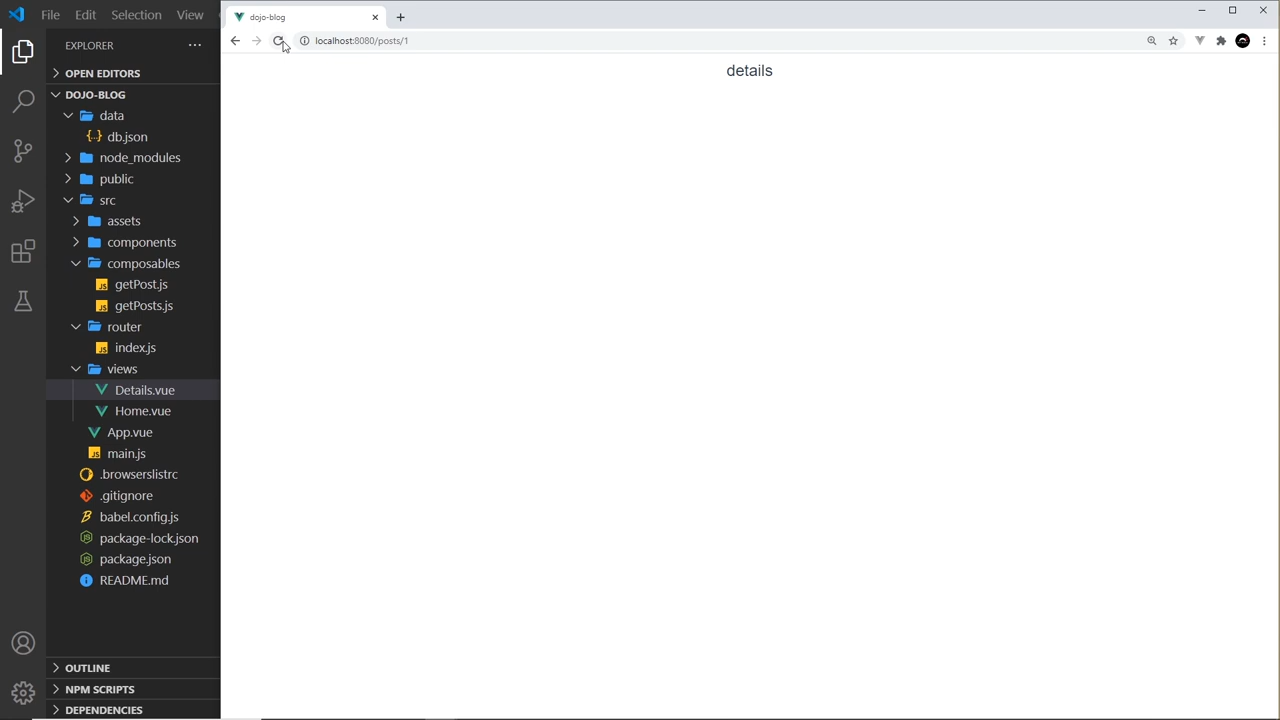 File Edit Selection View
dojo-blog
localhost:8080/posts/1
details
EXPLORER
OPEN EDITORS
DOJO-BLOG
data
db.json
node_modules
public
src
assets
components
composables
getPost.js
getPosts.js
router
index.js
views
Details.vue
Home.vue
App.vue
main.js
.browserslistrc
.gitignore
babel.config.js
package-lock.json
package.json
README.md
OUTLINE
NPM SCRIPTS
DEPENDENCIES